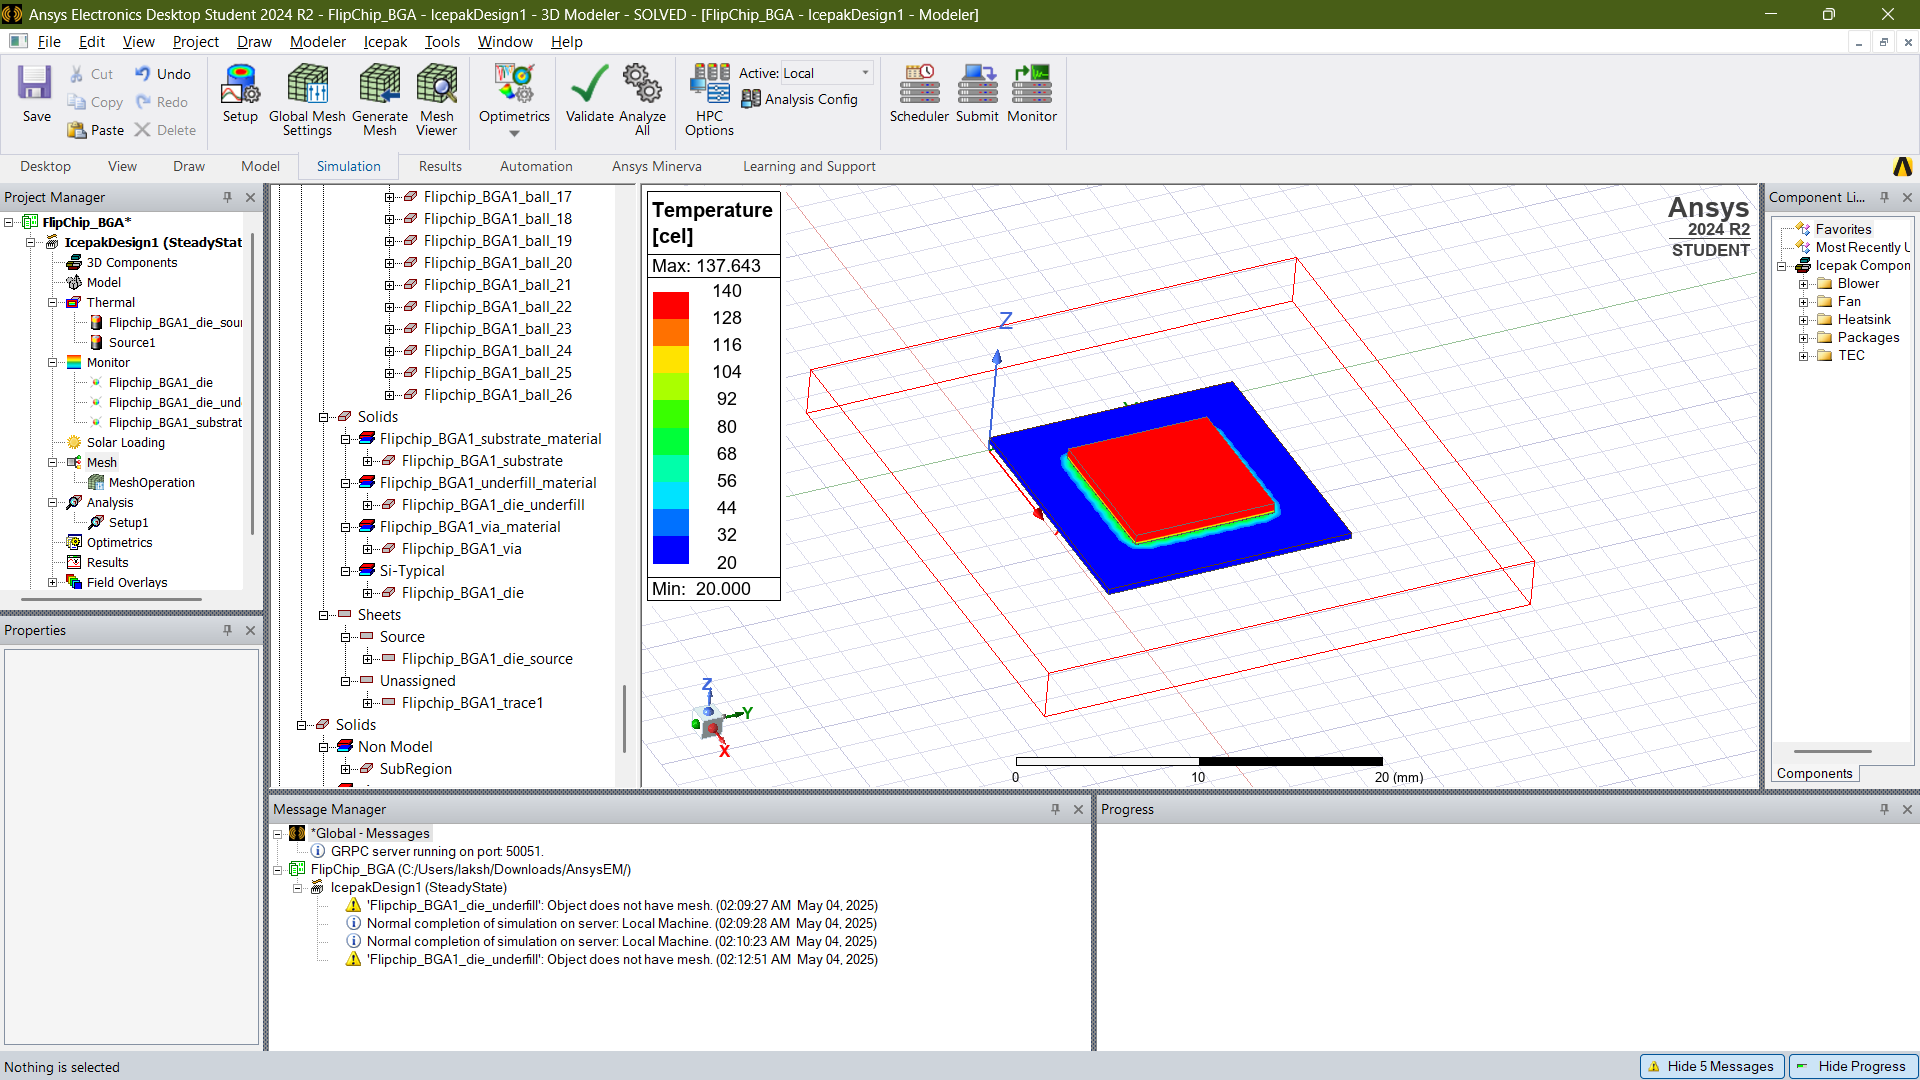 Ansys Electronics Desktop Student 2024 R2 - FlipChip_BGA - IcepakDesign1 - 3D Modeler - SOLVED - [FlipChip_BGA - IcepakDesign1 - Modeler]
File Edit View Project Draw Modeler Icepak Tools Window Help
Save
Cut
Copy
Paste
Undo
Redo
Delete
Setup
Global Mesh
Settings
Generate
Mesh
Mesh
Viewer
Optimetrics
Validate
Analyze
All
HPC
Options
Active: Local
Analysis Config
Scheduler
Submit
Monitor
Desktop View Draw Model Simulation Results Automation Ansys Minerva Learning and Support
Project Manager
FlipChip_BGA*
IcepakDesign1 (SteadyStat
3D Components
Model
Thermal
Flipchip_BGA1_die_sour
Source1
Monitor
Flipchip_BGA1_die
Flipchip_BGA1_die_und
Flipchip_BGA1_substrat
Solar Loading
Mesh
MeshOperation
Analysis
Setup1
Optimetrics
Results
Field Overlays
Properties
Flipchip_BGA1_ball_17
Flipchip_BGA1_ball_18
Flipchip_BGA1_ball_19
Flipchip_BGA1_ball_20
Flipchip_BGA1_ball_21
Flipchip_BGA1_ball_22
Flipchip_BGA1_ball_23
Flipchip_BGA1_ball_24
Flipchip_BGA1_ball_25
Flipchip_BGA1_ball_26
Solids
Flipchip_BGA1_substrate_material
Flipchip_BGA1_substrate
Flipchip_BGA1_underfill_material
Flipchip_BGA1_die_underfill
Flipchip_BGA1_via_material
Flipchip_BGA1_via
Si-Typical
Flipchip_BGA1_die
Sheets
Source
Flipchip_BGA1_die_source
Unassigned
Flipchip_BGA1_trace1
Solids
Non Model
SubRegion
Temperature
[cel]
Max: 137.643
140
128
116
104
92
80
68
56
44
32
20
Min: 20.000
Z
Z
Y
X
0 10 20 (mm)
Ansys
2024 R2
STUDENT
Component Li...
Favorites
Most Recently U
Icepak Compon
Blower
Fan
Heatsink
Packages
TEC
Components
Message Manager
*Global - Messages
GRPC server running on port: 50051.
FlipChip_BGA (C:/Users/laksh/Downloads/AnsysEM/)
IcepakDesign1 (SteadyState)
'Flipchip_BGA1_die_underfill': Object does not have mesh. (02:09:27 AM May 04, 2025)
Normal completion of simulation on server: Local Machine. (02:09:28 AM May 04, 2025)
Normal completion of simulation on server: Local Machine. (02:10:23 AM May 04, 2025)
'Flipchip_BGA1_die_underfill': Object does not have mesh. (02:12:51 AM May 04, 2025)
Progress
Nothing is selected
Hide 5 Messages
Hide Progress